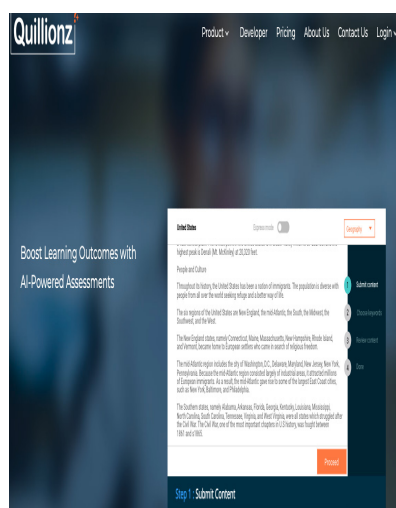 Quillionz
Product Developer Pricing About Us Contact Us Login
Boost Learning Outcomes with
AI-Powered Assessments
United States
Express mode
Geography
highest peak is Denali (Mt. McKinley) at 20,320 feet.
People and Culture
Throughout its history, the United States has been a nation of immigrants. The population is diverse with
people from all over the world seeking refuge and a better way of life.
The six regions of the United States are New England, the mid-Atlantic, the South, the Midwest, the
Southwest, and the West.
The New England states, namely Connecticut, Maine, Massachusetts, New Hampshire, Rhode Island,
and Vermont, became home to European settlers who came in search of religious freedom.
The mid-Atlantic region includes the city of Washington, D.C., Delaware, Maryland, New Jersey, New York,
Pennsylvania. Because the mid-Atlantic region consisted largely of industrial areas, it attracted millions
of European immigrants. As a result, the mid-Atlantic gave rise to some of the largest East Coast cities,
such as New York, Baltimore, and Philadelphia.
The Southern states, namely Alabama, Arkansas, Florida, Georgia, Kentucky, Louisiana, Mississippi,
North Carolina, South Carolina, Tennessee, Virginia, and West Virginia, were all states which struggled after
the Civil War. The Civil War, one of the most important chapters in U.S history, was fought between
1861 and s1865.
1 Submit content
2 Choose keywords
3 Review content
4 Done
Proceed
Step 1 : Submit Content